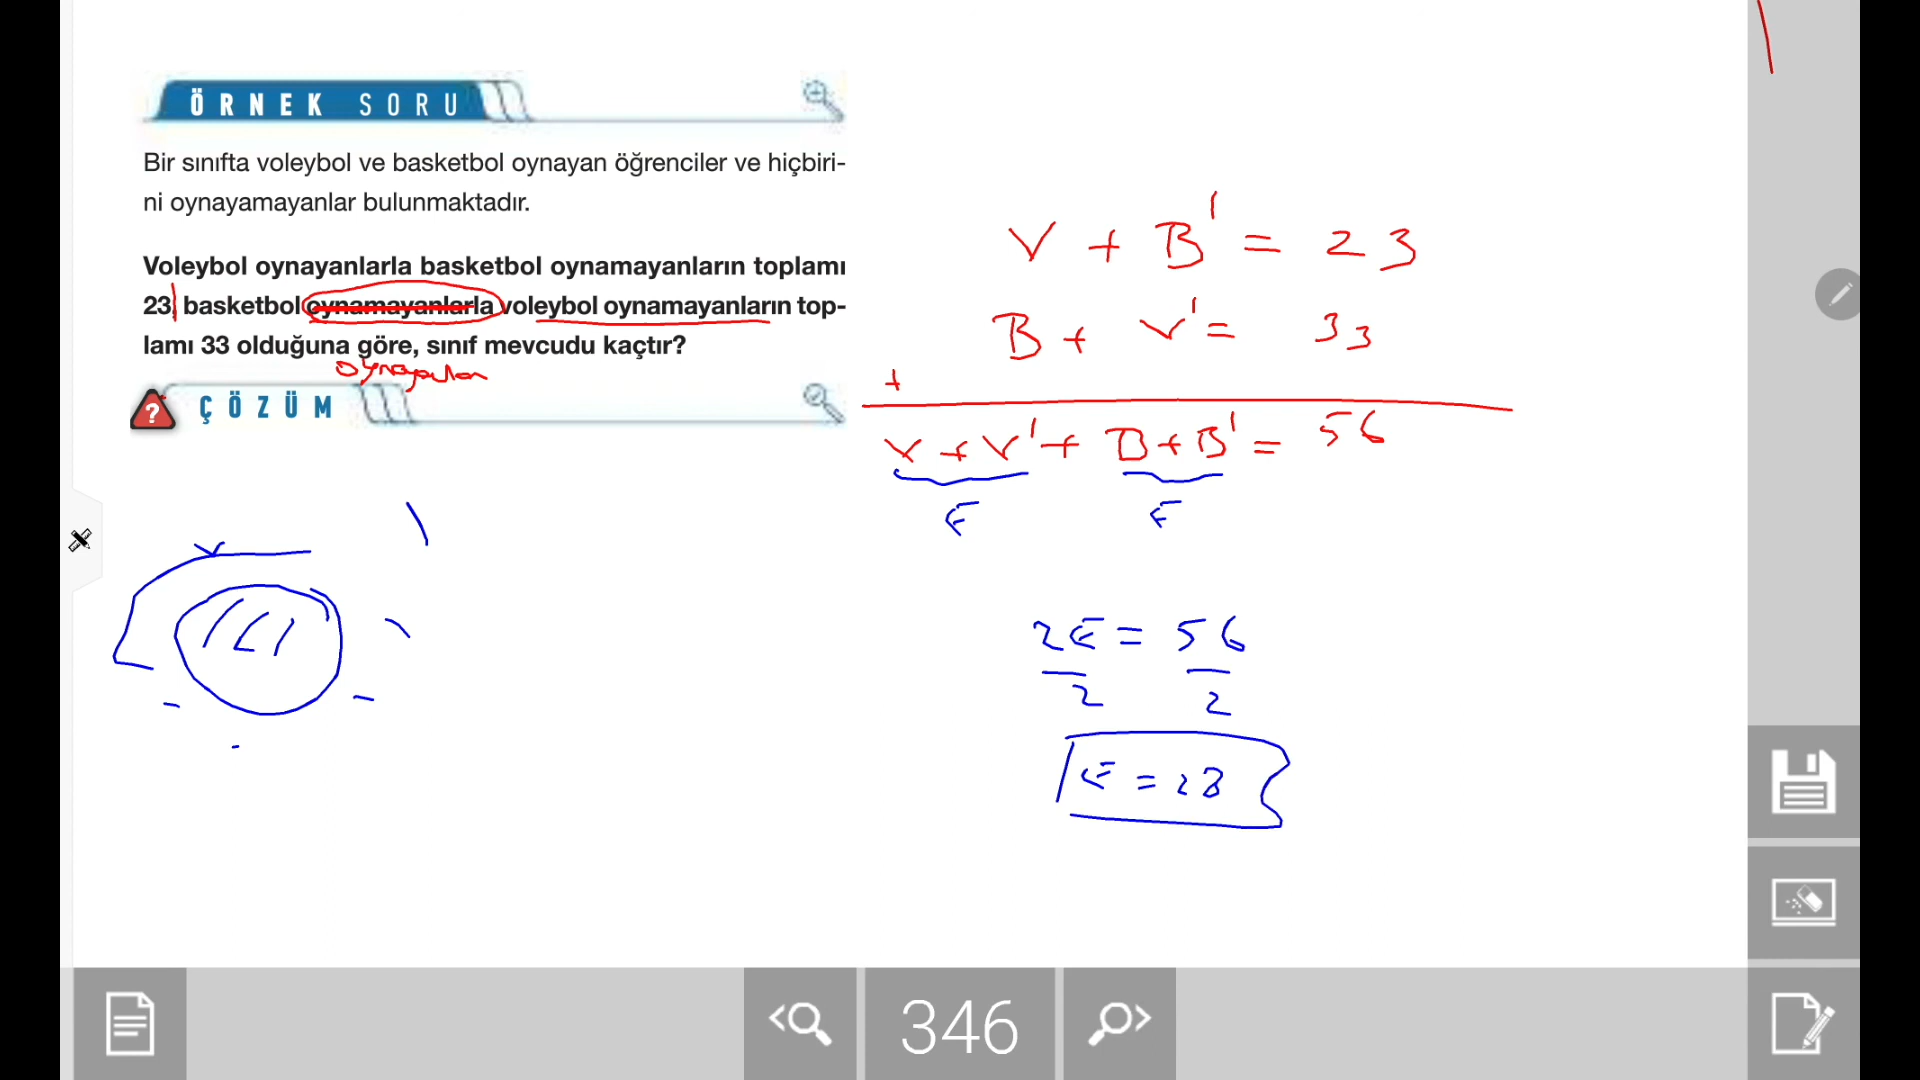 ÖRNEK SORU
Bir sınıfta voleybol ve basketbol oynayan öğrenciler ve hiçbiri-
ni oynayamayanlar bulunmaktadır.
Voleybol oynayanlarla basketbol oynamayanların toplamı
23, basketbol oynamayanlarla voleybol oynamayanların top-
lamı 33 olduğuna göre, sınıf mevcudu kaçtır?
oynayanlar
? ÇÖZÜM
V + B' = 23
B + V' = 33
+
V + V' + B + B' = 56
E E
V
2E = 56
2 2
E = 28
346